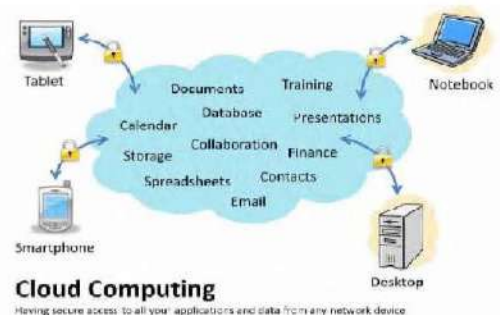 Tablet
Notebook
Documents
Training
Database
Presentations
Calendar
Collaboration
Storage
Finance
Spreadsheets
Contacts
Email
Smartphone
Desktop
Cloud Computing
Having secure access to all your applications and data from any network device